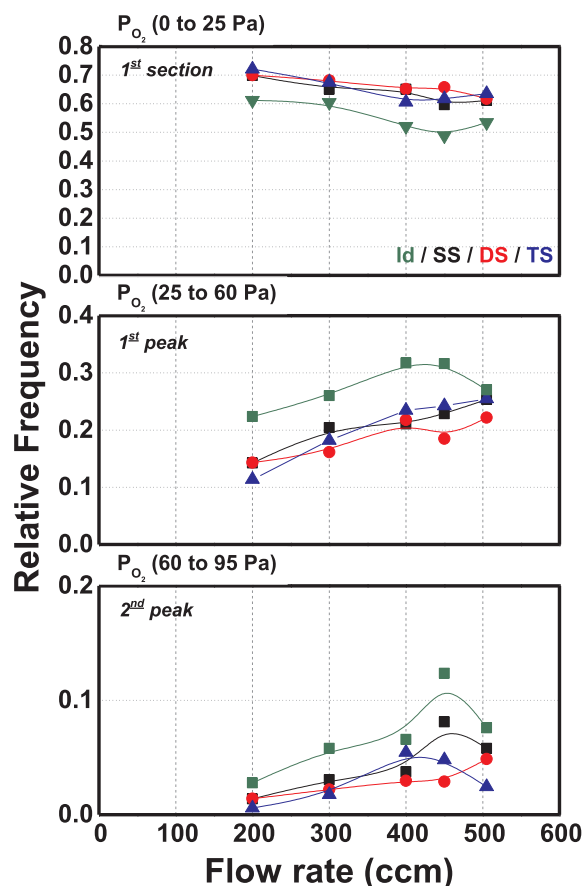 P O2 (0 to 25 Pa)
0.8
1st section
0.7
0.6
0.5
0.4
0.3
0.2
0.1
0.0
Id / SS / DS / TS
P O2 (25 to 60 Pa)
0.4
1st peak
0.3
0.2
0.1
0.0
P O2 (60 to 95 Pa)
0.2
2nd peak
0.1
0.0
0 100 200 300 400 500 600
Flow rate (ccm)
Relative Frequency